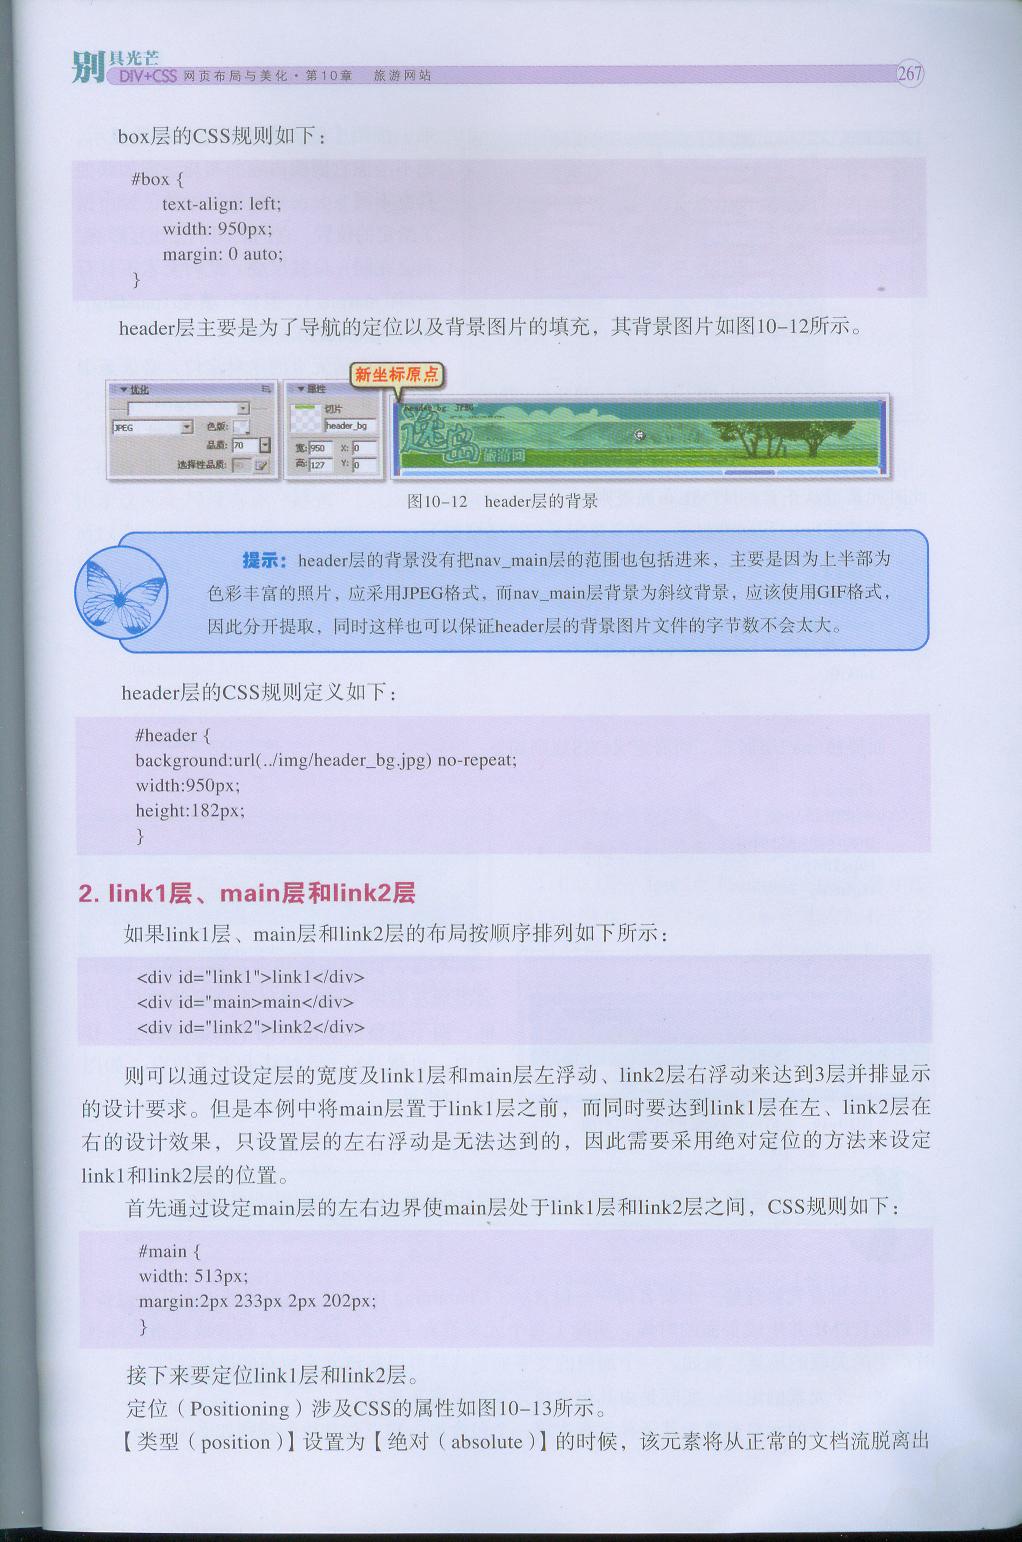 别具光芒
DIV+CSS 网页布局与美化·第10章 旅游网站
267
box层的CSS规则如下：
#box {
text-align: left;
width: 950px;
margin: 0 auto;
}
header层主要是为了导航的定位以及背景图片的填充，其背景图片如图10-12所示。
新坐标原点
优化
JPEG
色版:
品质: 70
选择性品质:
属性
切片
header_bg
宽: 950 X: 0
高: 127 Y: 0
header_bg JPEG
逸岛
旅游网
图10-12 header层的背景
提示：header层的背景没有把nav_main层的范围也包括进来，主要是因为上半部为
色彩丰富的照片，应采用JPEG格式，而nav_main层背景为斜纹背景，应该使用GIF格式，
因此分开提取，同时这样也可以保证header层的背景图片文件的字节数不会太大。
header层的CSS规则定义如下：
#header {
background:url(../img/header_bg.jpg) no-repeat;
width:950px;
height:182px;
}
2. link1层、main层和link2层
如果link1层、main层和link2层的布局按顺序排列如下所示：
<div id="link1">link1</div>
<div id="main>main</div>
<div id="link2">link2</div>
则可以通过设定层的宽度及link1层和main层左浮动、link2层右浮动来达到3层并排显示
的设计要求。但是本例中将main层置于link1层之前，而同时要达到link1层在左、link2层在
右的设计效果，只设置层的左右浮动是无法达到的，因此需要采用绝对定位的方法来设定
link1和link2层的位置。
首先通过设定main层的左右边界使main层处于link1层和link2层之间，CSS规则如下：
#main {
width: 513px;
margin:2px 233px 2px 202px;
}
接下来要定位link1层和link2层。
定位（Positioning）涉及CSS的属性如图10-13所示。
【类型（position）】设置为【绝对（absolute）】的时候，该元素将从正常的文档流脱离出